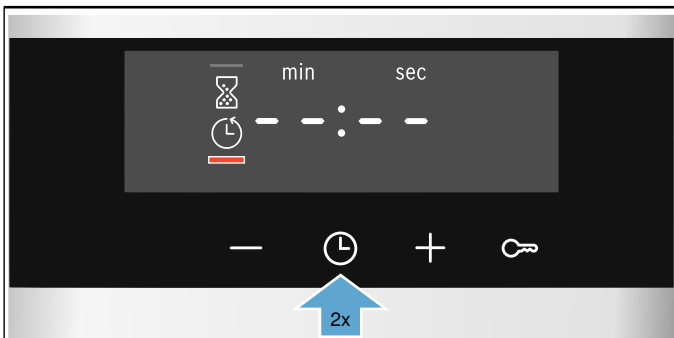 min sec
– –:– –
2x